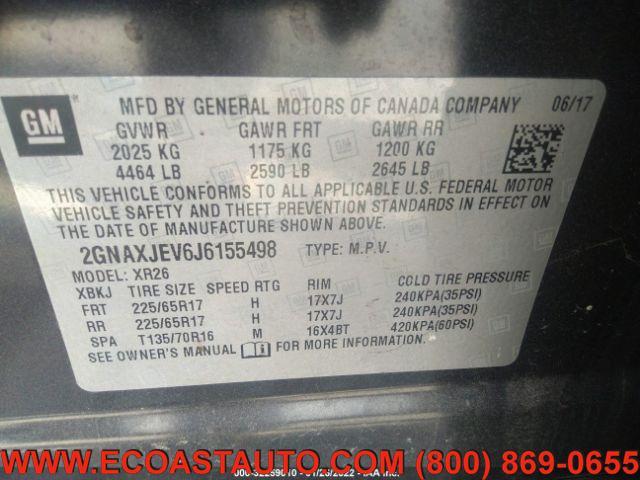 GM
MFD BY GENERAL MOTORS OF CANADA COMPANY 06/17
GVWR GAWR FRT GAWR RR
2025 KG 1175 KG 1200 KG
4464 LB 2590 LB 2645 LB
THIS VEHICLE CONFORMS TO ALL APPLICABLE U.S. FEDERAL MOTOR
VEHICLE SAFETY AND THEFT PREVENTION STANDARDS IN EFFECT ON
THE DATE OF MANUFACTURE SHOWN ABOVE.
2GNAXJEV6J6155498 TYPE: M.P.V.
MODEL: XR26
XBKJ TIRE SIZE SPEED RTG RIM COLD TIRE PRESSURE
FRT 225/65R17 H 17X7J 240KPA(35PSI)
RR 225/65R17 H 17X7J 240KPA(35PSI)
SPA T135/70R16 M 16X4BT 420KPA(60PSI)
SEE OWNER'S MANUAL FOR MORE INFORMATION.
WWW.ECOASTAUTO.COM (800) 869-0655